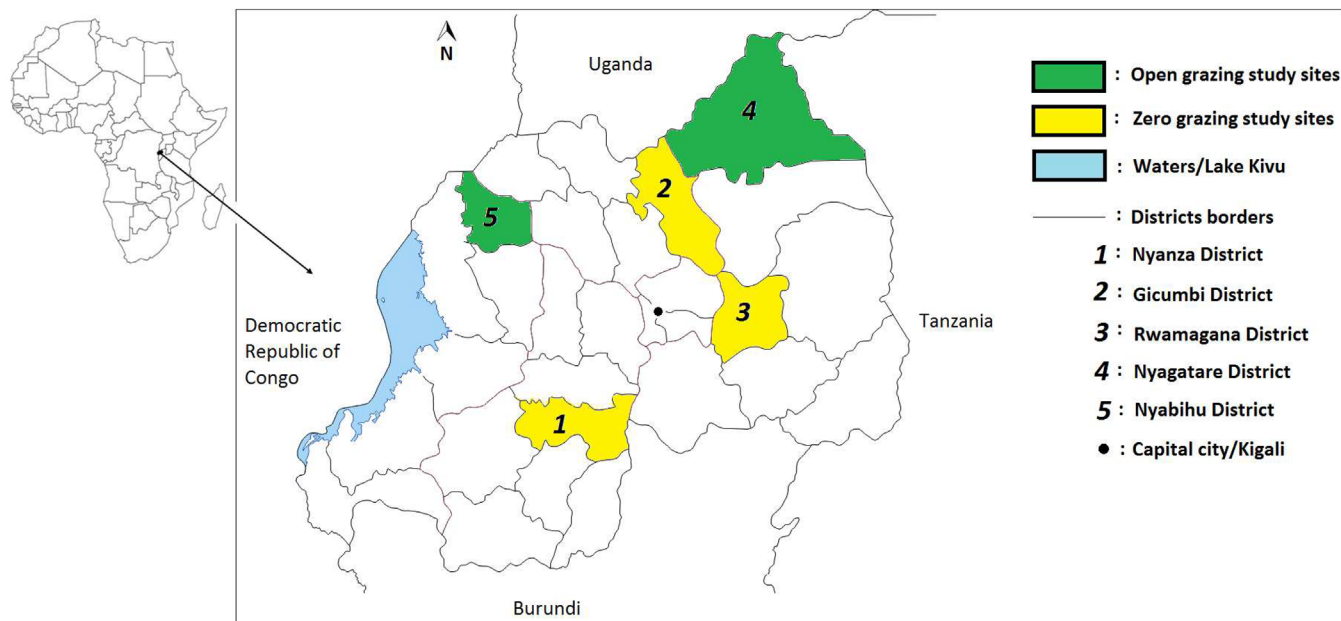 N
Uganda
Democratic
Republic of
Congo
Tanzania
Burundi
4
2
5
3
1
: Open grazing study sites
: Zero grazing study sites
: Waters/Lake Kivu
: Districts borders
1 : Nyanza District
2 : Gicumbi District
3 : Rwamagana District
4 : Nyagatare District
5 : Nyabihu District
: Capital city/Kigali